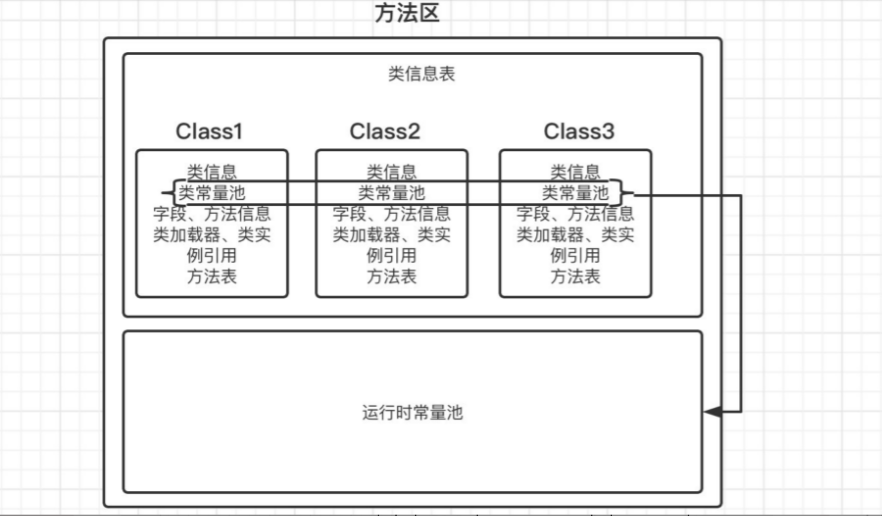 方法区
类信息表
Class1
Class2
Class3
类信息
类常量池
字段、方法信息
类加载器、类实
例引用
方法表
类信息
类常量池
字段、方法信息
类加载器、类实
例引用
方法表
类信息
类常量池
字段、方法信息
类加载器、类实
例引用
方法表
运行时常量池